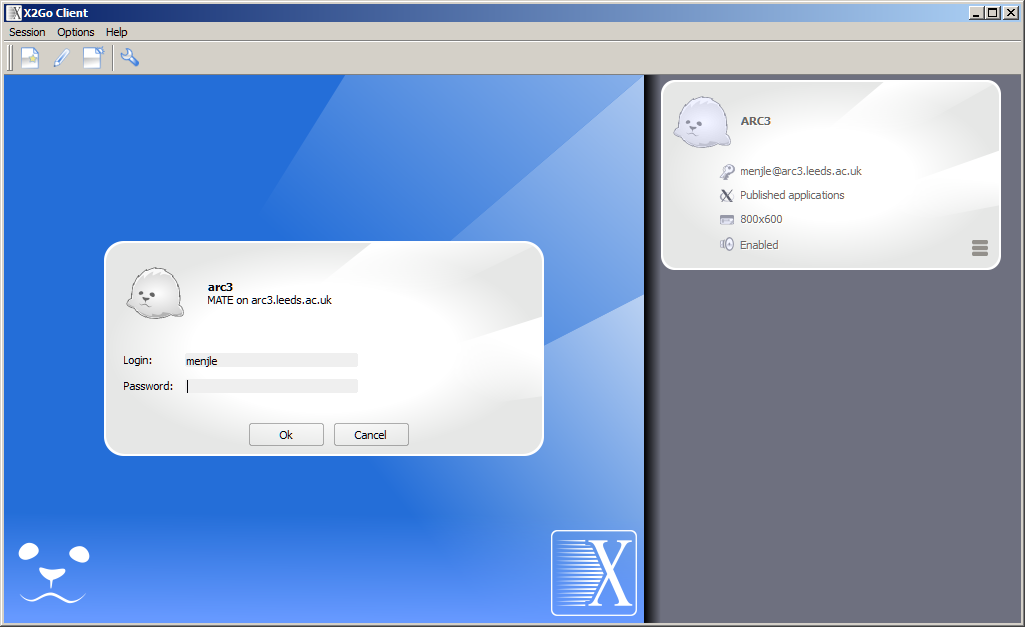 X2Go Client
Session Options Help
arc3
MATE on arc3.leeds.ac.uk
Login: menjle
Password:
Ok Cancel
X
ARC3
menjle@arc3.leeds.ac.uk
Published applications
800x600
Enabled